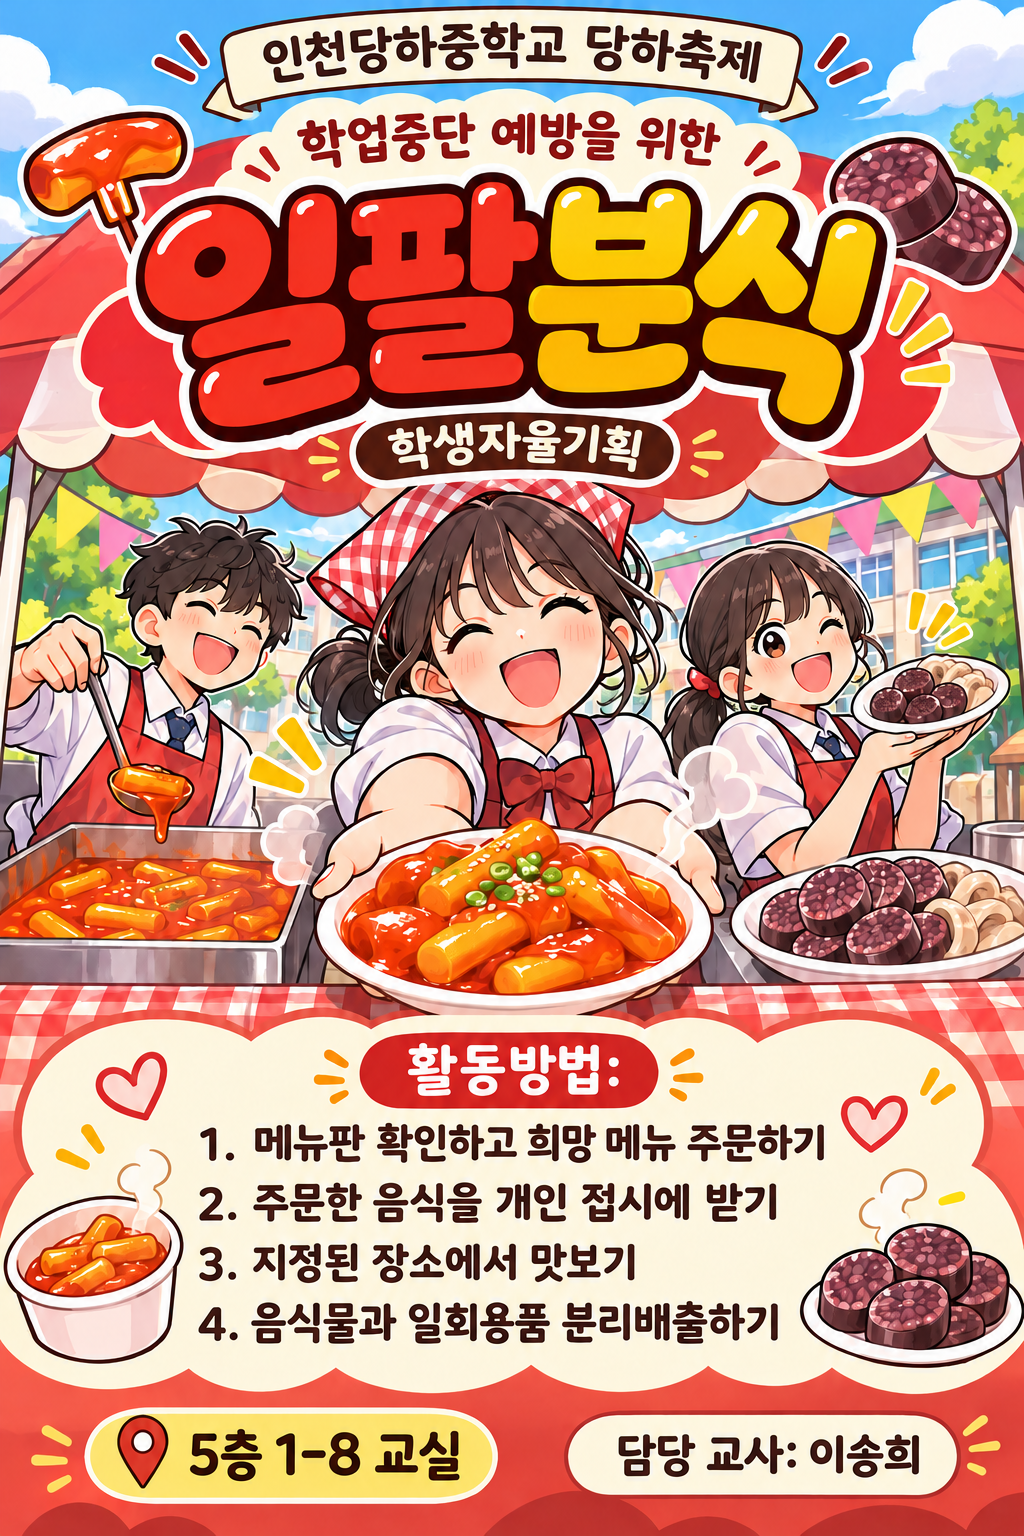 인천당하중학교 당하축제
학업중단 예방을 위한
일팔분식
학생자율기획
활동방법:
1. 메뉴판 확인하고 희망 메뉴 주문하기
2. 주문한 음식을 개인 접시에 받기
3. 지정된 장소에서 맛보기
4. 음식물과 일회용품 분리배출하기
5층 1-8 교실
담당 교사: 이송희